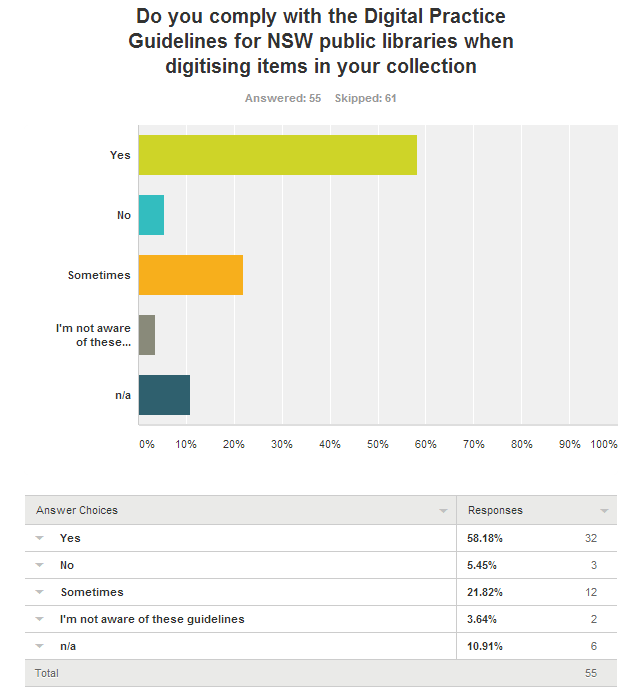 Do you comply with the Digital Practice
Guidelines for NSW public libraries when
digitising items in your collection
Answered: 55 Skipped: 61
Yes
No
Sometimes
I'm not aware
of these...
n/a
0% 10% 20% 30% 40% 50% 60% 70% 80% 90% 100%
Answer Choices Responses
Yes 58.18% 32
No 5.45% 3
Sometimes 21.82% 12
I'm not aware of these guidelines 3.64% 2
n/a 10.91% 6
Total 55